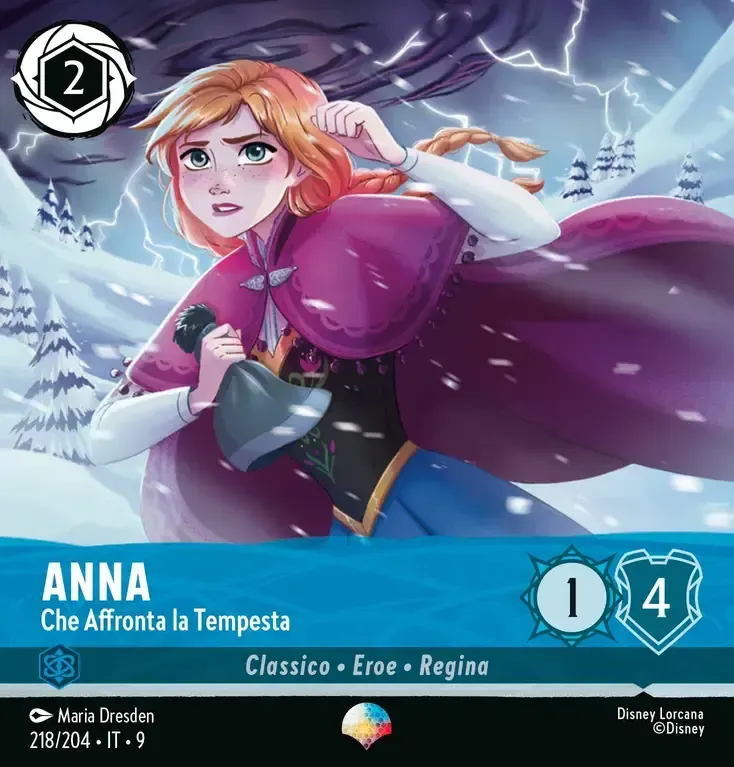 2
ANNA
Che Affronta la Tempesta
1
4
Classico • Eroe • Regina
Maria Dresden
218/204 • IT • 9
Disney Lorcana
©Disney